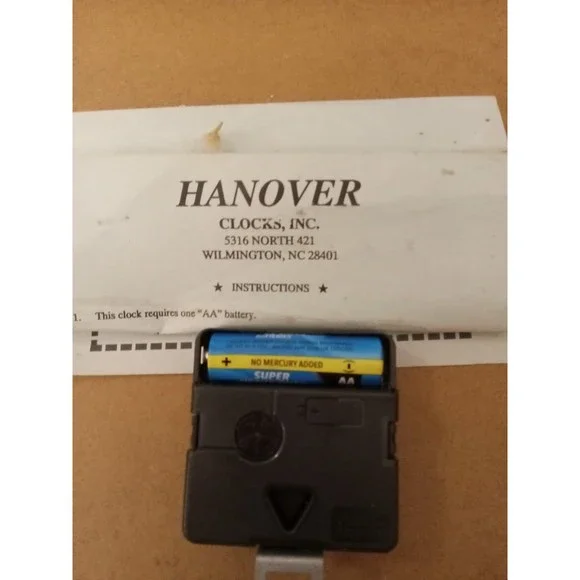 HANOVER
CLOCKS, INC.
5316 NORTH 421
WILMINGTON, NC 28401
★ INSTRUCTIONS ★
1. This clock requires one "AA" battery.
+ NO MERCURY ADDED
SUPER AA